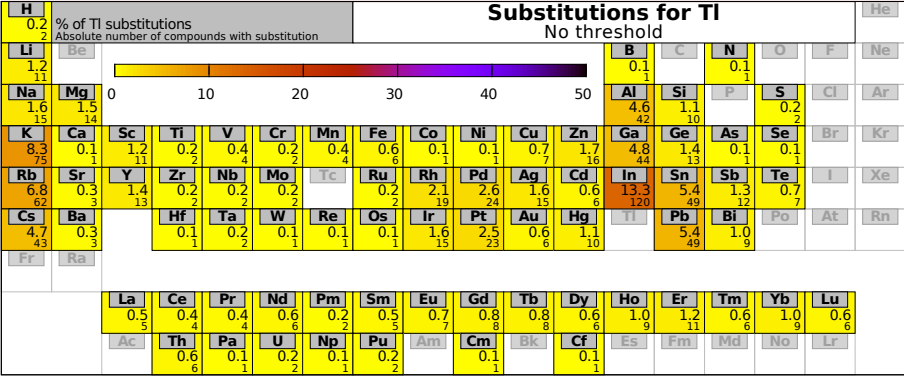 H He
0.2 % of Tl substitutions Substitutions for Tl
2 Absolute number of compounds with substitution No threshold
Li Be B C N O F Ne
1.2 0.1 0.1
11 1 1
0 10 20 30 40 50
Na Mg Al Si P S Cl Ar
1.6 1.5 4.6 1.1 0.2
15 14 42 10 2
K Ca Sc Ti V Cr Mn Fe Co Ni Cu Zn Ga Ge As Se Br Kr
8.3 0.1 1.2 0.2 0.4 0.2 0.4 0.6 0.1 0.1 0.7 1.7 4.8 1.4 0.1 0.1
75 1 11 2 4 2 4 6 1 1 7 16 44 13 1 1
Rb Sr Y Zr Nb Mo Tc Ru Rh Pd Ag Cd In Sn Sb Te I Xe
6.8 0.3 1.4 0.2 0.2 0.2 0.2 2.1 2.6 1.6 0.6 13.3 5.4 1.3 0.7
62 3 13 2 2 2 2 19 24 15 6 120 49 12 7
Cs Ba Hf Ta W Re Os Ir Pt Au Hg Tl Pb Bi Po At Rn
4.7 0.3 0.1 0.2 0.1 0.1 0.1 1.6 2.5 0.6 1.1 5.4 1.0
43 3 1 2 1 1 1 15 23 6 10 49 9
Fr Ra
La Ce Pr Nd Pm Sm Eu Gd Tb Dy Ho Er Tm Yb Lu
0.5 0.4 0.4 0.6 0.2 0.5 0.7 0.8 0.8 0.6 1.0 1.2 0.6 1.0 0.6
5 4 4 6 2 5 7 8 8 6 9 11 6 9 6
Ac Th Pa U Np Pu Am Cm Bk Cf Es Fm Md No Lr
0.6 0.1 0.2 0.1 0.2 0.1 0.1
6 1 2 1 2 1 1